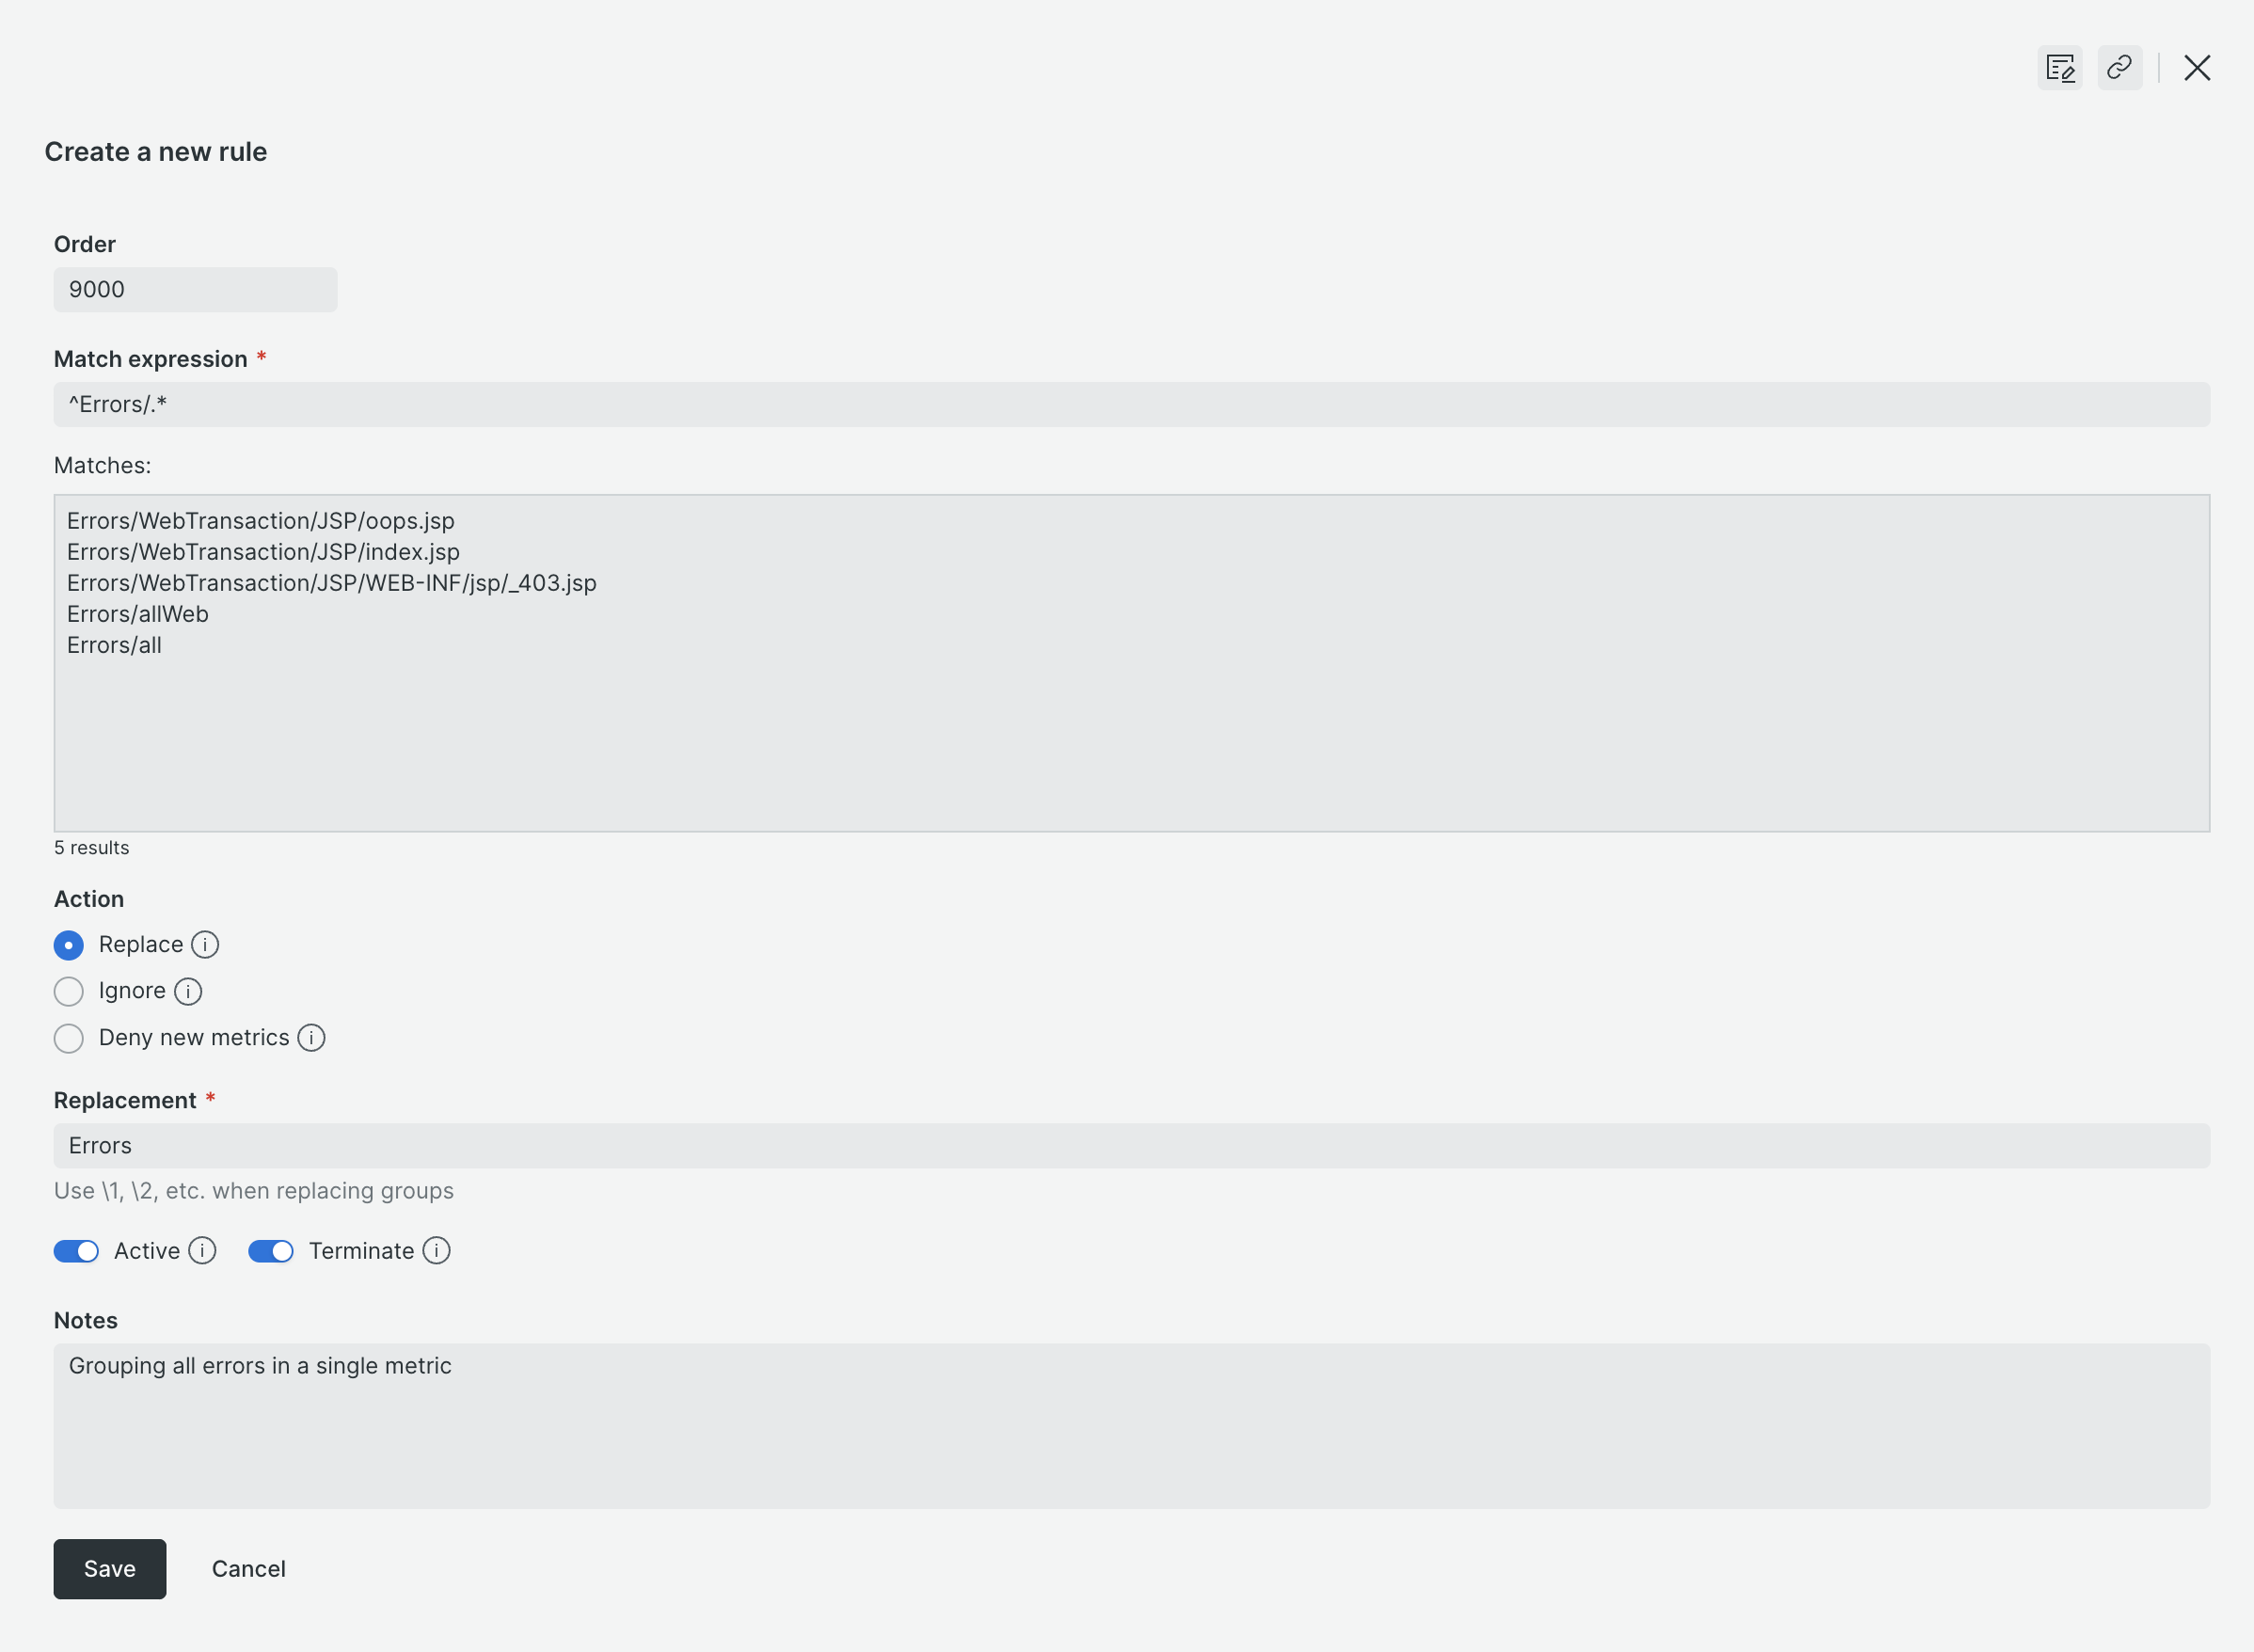 Create a new rule
Order
9000
Match expression *
^Errors/.*
Matches:
Errors/WebTransaction/JSP/oops.jsp
Errors/WebTransaction/JSP/index.jsp
Errors/WebTransaction/JSP/WEB-INF/jsp/_403.jsp
Errors/allWeb
Errors/all
5 results
Action
Replace
Ignore
Deny new metrics
Replacement *
Errors
Use \1, \2, etc. when replacing groups
Active Terminate
Notes
Grouping all errors in a single metric
Save Cancel